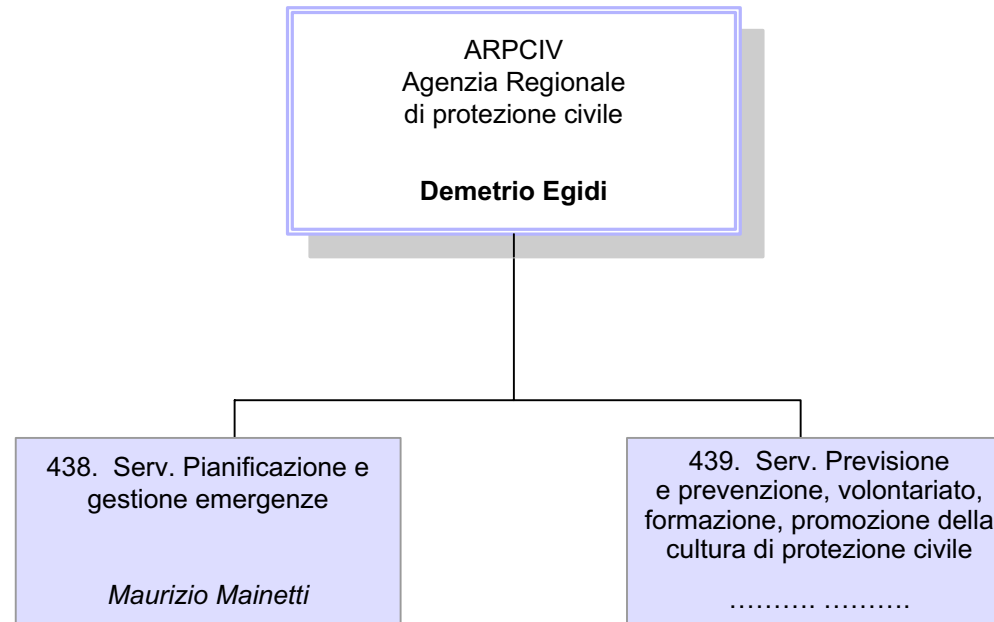 ARPCIV
Agenzia Regionale
di protezione civile
Demetrio Egidi
438. Serv. Pianificazione e
gestione emergenze
Maurizio Mainetti
439. Serv. Previsione
e prevenzione, volontariato,
formazione, promozione della
cultura di protezione civile
………. ……….